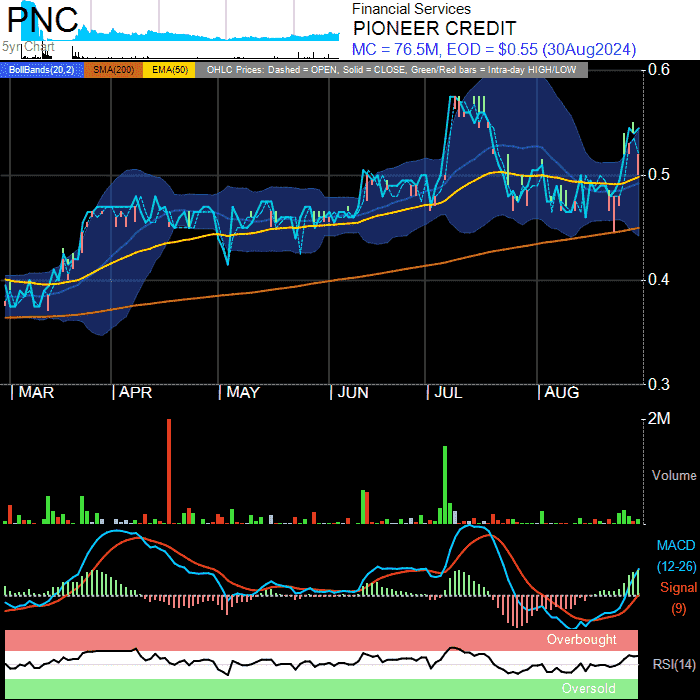 PNC
5yr Chart
Financial Services
PIONEER CREDIT
MC = 76.5M, EOD = $0.55 (30Aug2024)
BollBands(20,2) SMA(200) EMA(50) OHLC Prices: Dashed = OPEN, Solid = CLOSE, Green/Red bars = Intra-day HIGH/LOW
0.6
0.5
0.4
0.3
MAR APR MAY JUN JUL AUG
2M
Volume
MACD
(12-26)
Signal
(9)
Overbought
RSI(14)
Oversold